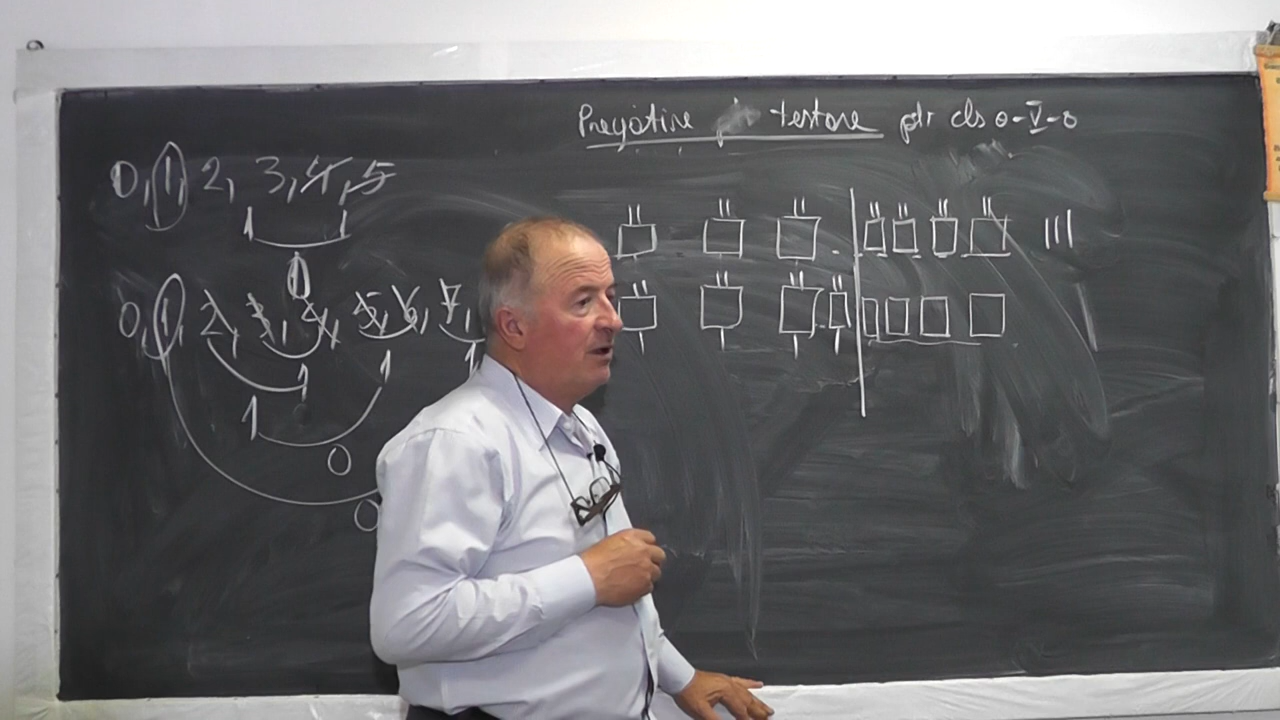 Pregătire testare ptr cls a-V-a
0, 1, 2, 3, 4, 5
1 1
0
0, 1, 2, 3, 4, 5, 6, 7,
1 1 1
1
0
0